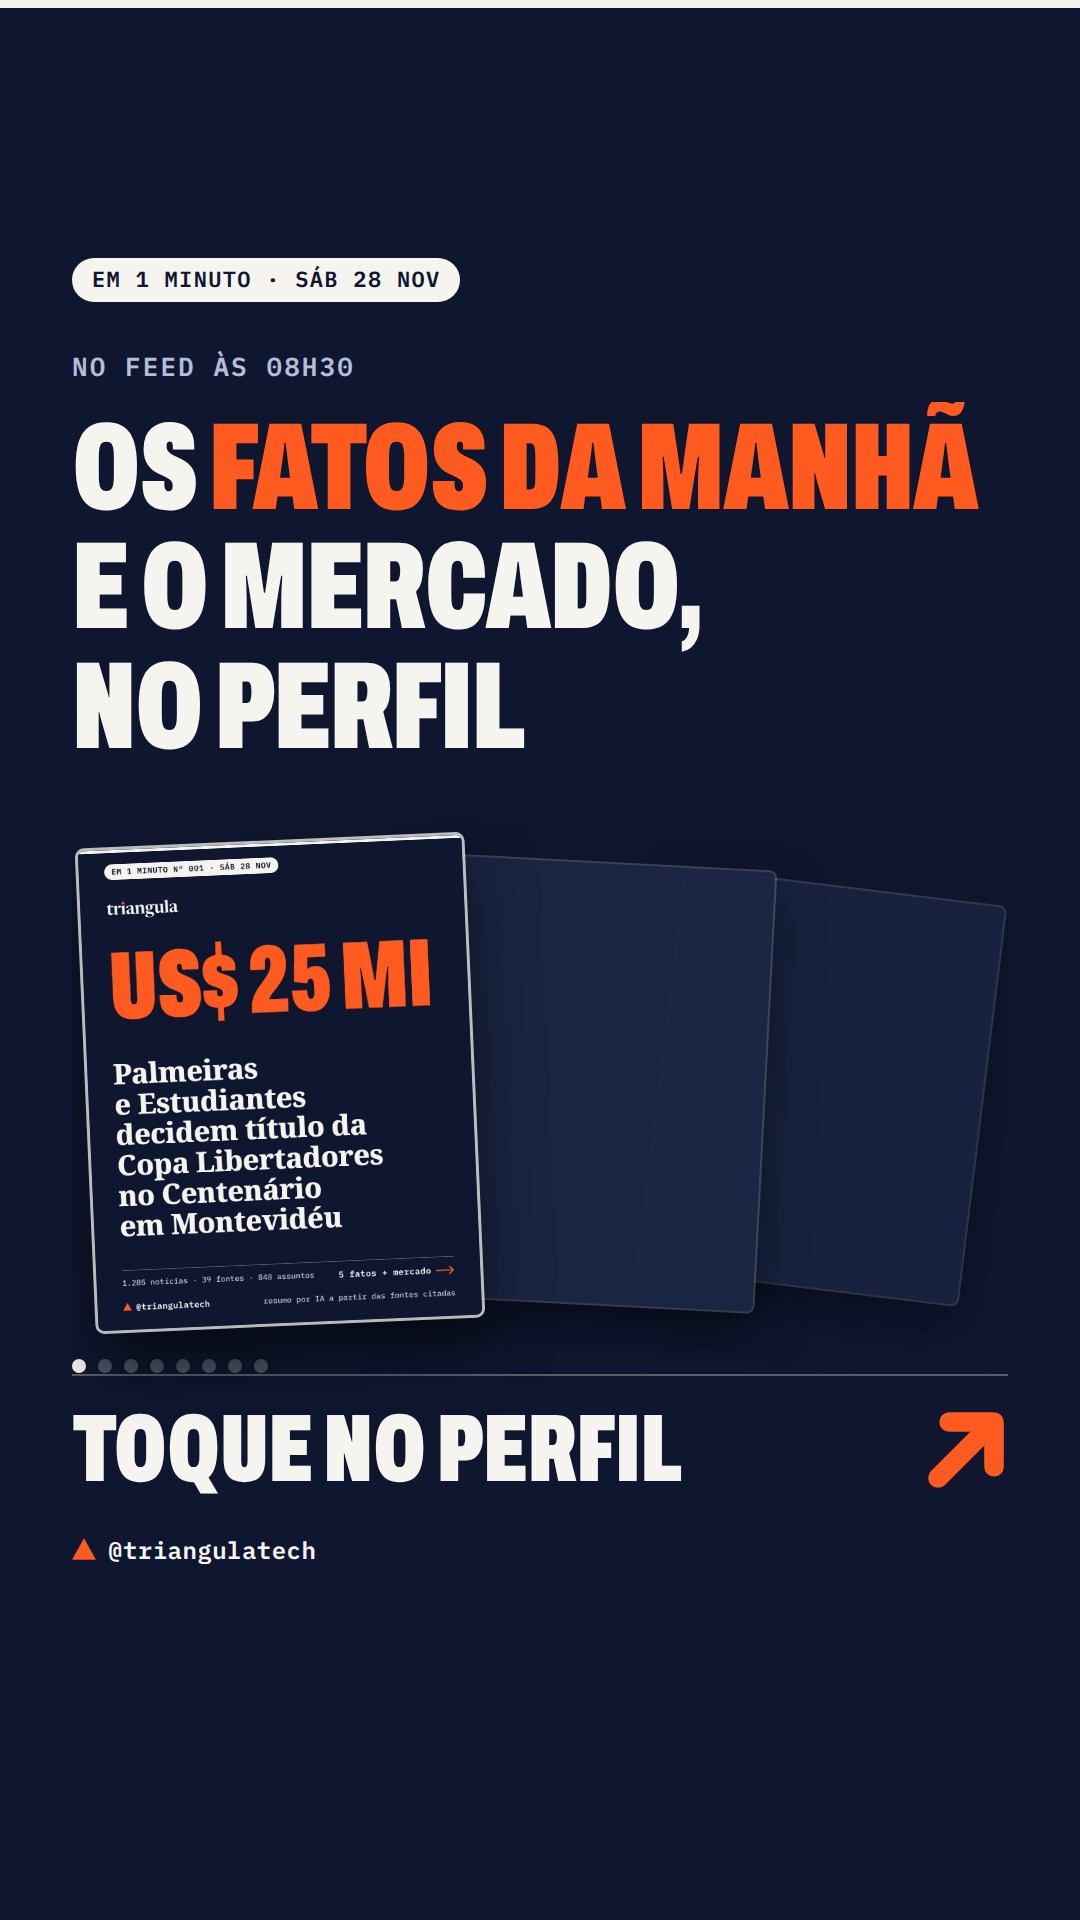 EM 1 MINUTO · SÁB 28 NOV
NO FEED ÀS 08H30
OS FATOS DA MANHÃ
E O MERCADO,
NO PERFIL
EM 1 MINUTO Nº 001 · SÁB 28 NOV
triangula
US$ 25 MI
Palmeiras
e Estudiantes
decidem título da
Copa Libertadores
no Centenário
em Montevidéu
1.285 notícias · 39 fontes · 848 assuntos
5 fatos + mercado
@triangulatech
resumo por IA a partir das fontes citadas
TOQUE NO PERFIL
@triangulatech